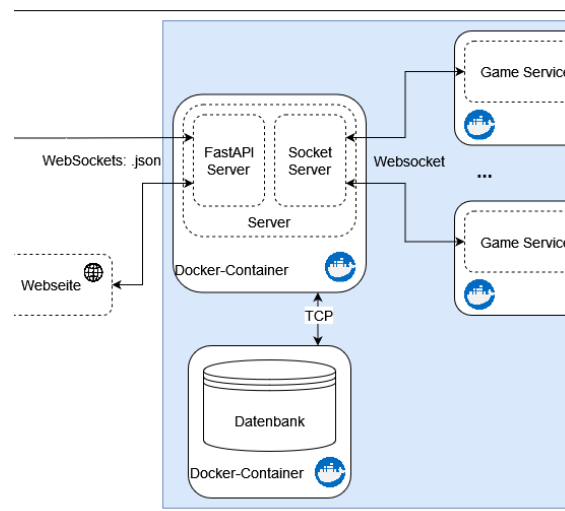 Game Service
FastAPI
Server
Socket
Server
WebSockets: .json
Websocket
...
Server
Game Service
Docker-Container
Webseite
TCP
Datenbank
Docker-Container